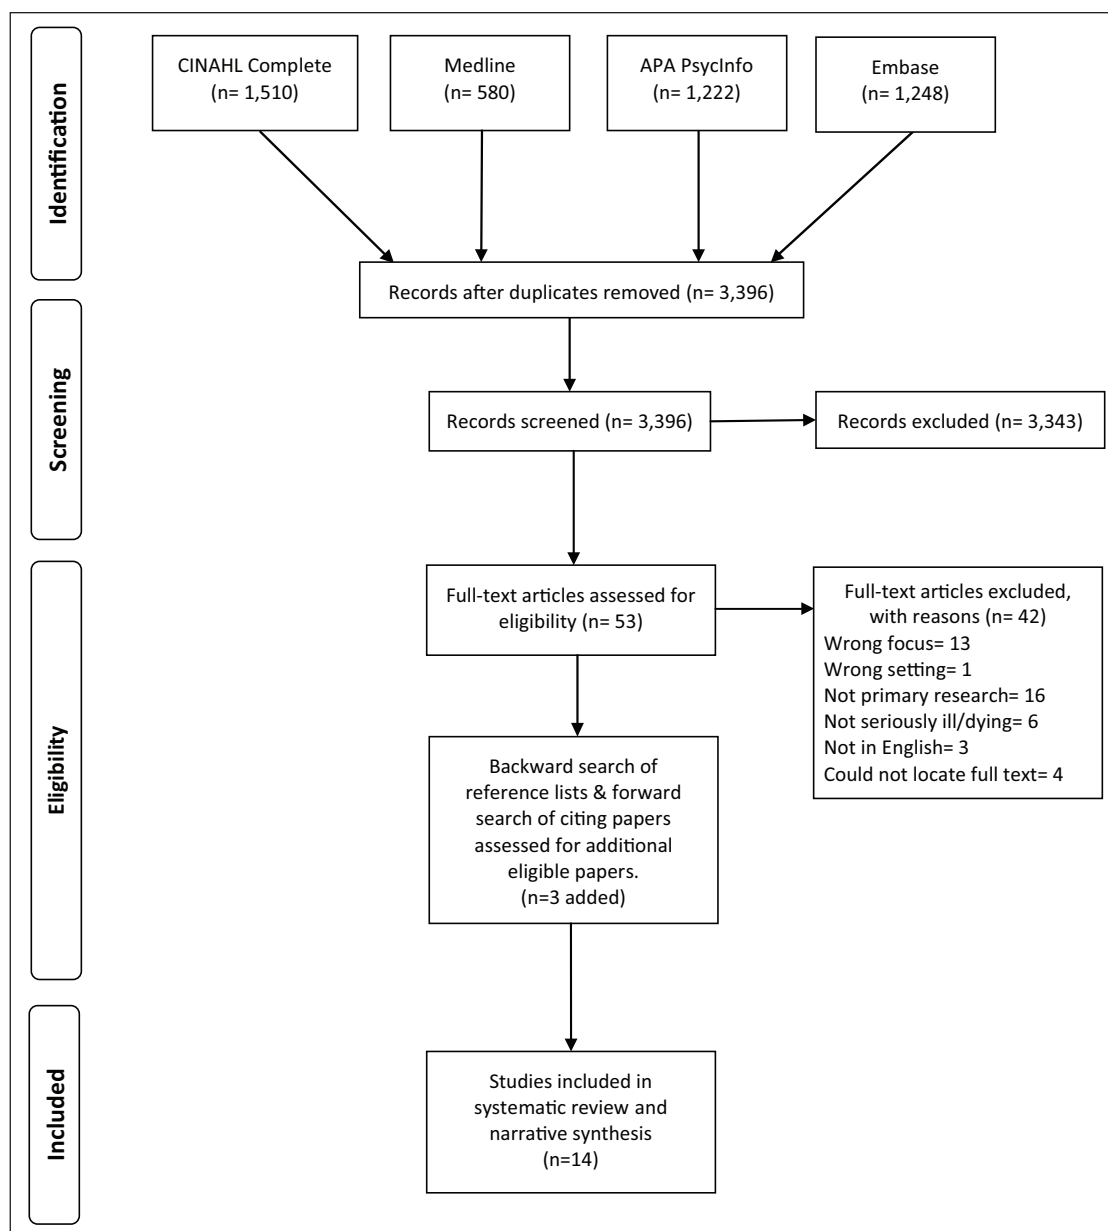 Identification
CINAHL Complete
(n= 1,510)
Medline
(n= 580)
APA PsycInfo
(n= 1,222)
Embase
(n= 1,248)
Records after duplicates removed (n= 3,396)
Screening
Records screened (n= 3,396)
Records excluded (n= 3,343)
Eligibility
Full-text articles assessed for
eligibility (n= 53)
Full-text articles excluded,
with reasons (n= 42)
Wrong focus= 13
Wrong setting= 1
Not primary research= 16
Not seriously ill/dying= 6
Not in English= 3
Could not locate full text= 4
Backward search of
reference lists & forward
search of citing papers
assessed for additional
eligible papers.
(n=3 added)
Included
Studies included in
systematic review and
narrative synthesis
(n=14)